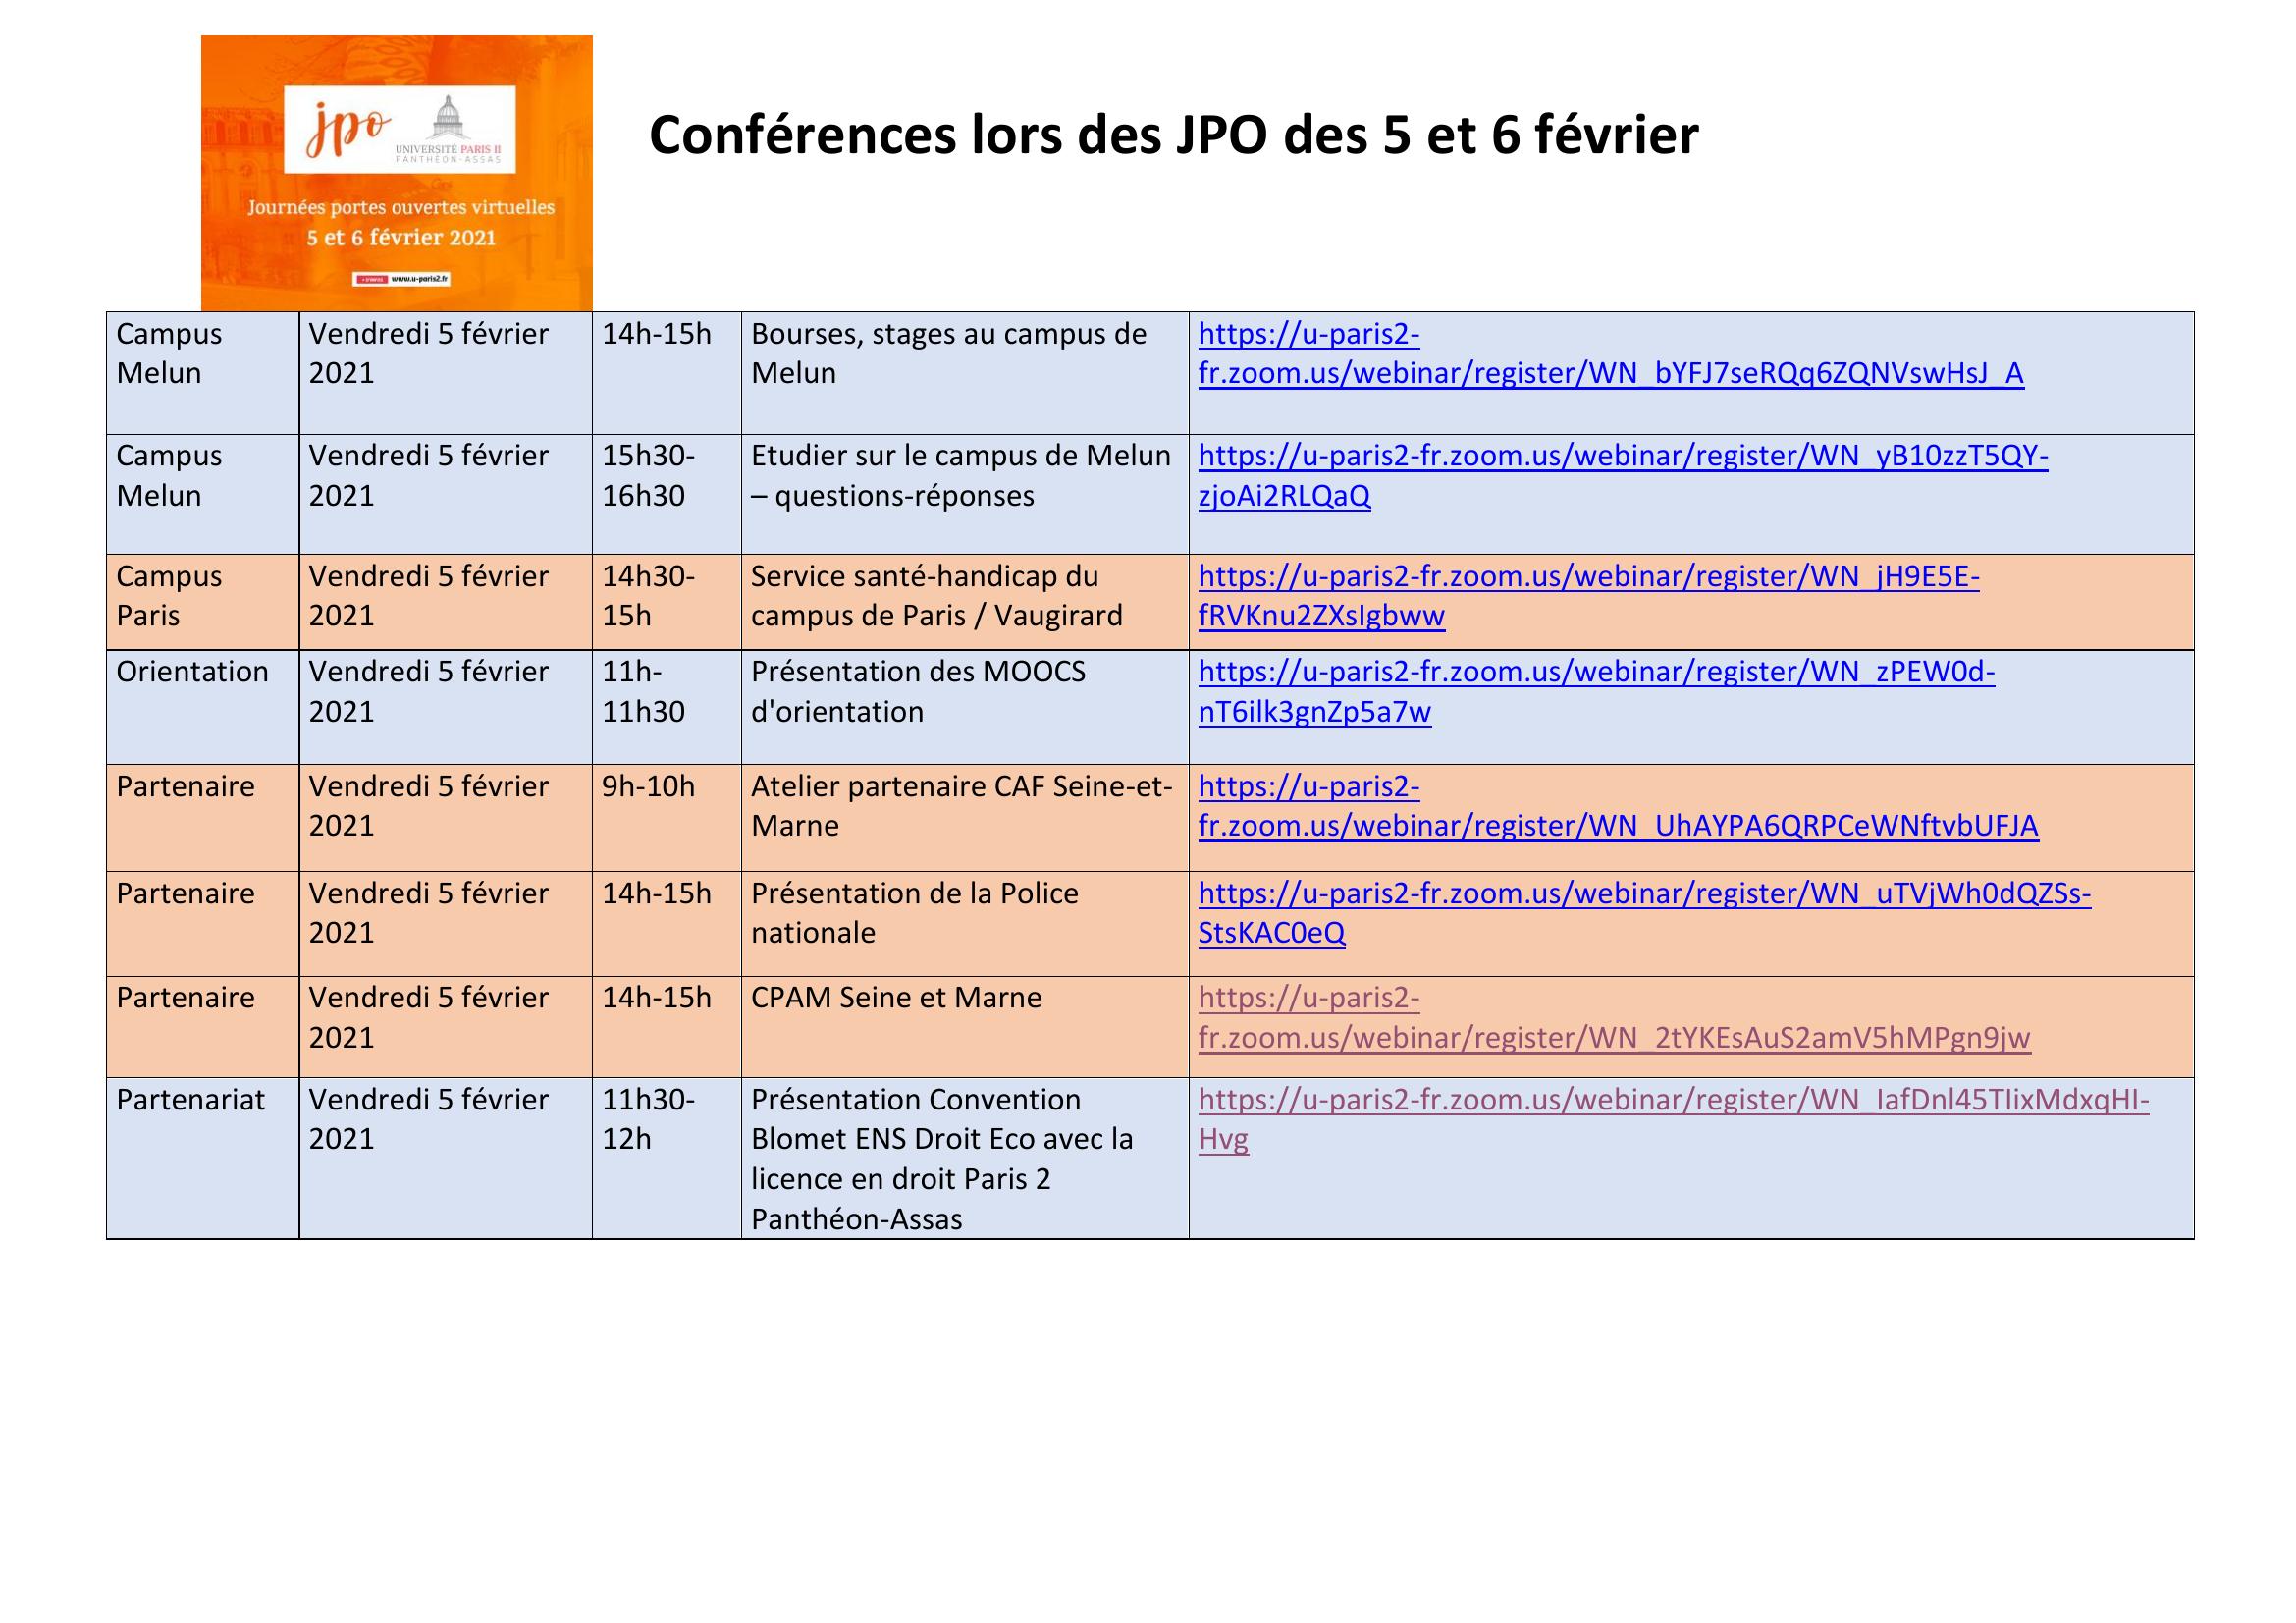 jpo
UNIVERSITÉ PARIS II
PANTHÉON-ASSAS
Journées portes ouvertes virtuelles
5 et 6 février 2021
www.u-paris2.fr
Conférences lors des JPO des 5 et 6 février
Campus
Melun
Vendredi 5 février
2021
14h-15h
Bourses, stages au campus de
Melun
https://u-paris2-
fr.zoom.us/webinar/register/WN_bYFJ7seRQq6ZQNVswHsJ_A
Campus
Melun
Vendredi 5 février
2021
15h30-
16h30
Etudier sur le campus de Melun
– questions-réponses
https://u-paris2-fr.zoom.us/webinar/register/WN_yB10zzT5QY-
zjoAi2RLQaQ
Campus
Paris
Vendredi 5 février
2021
14h30-
15h
Service santé-handicap du
campus de Paris / Vaugirard
https://u-paris2-fr.zoom.us/webinar/register/WN_jH9E5E-
fRVKnu2ZXsIgbww
Orientation
Vendredi 5 février
2021
11h-
11h30
Présentation des MOOCS
d'orientation
https://u-paris2-fr.zoom.us/webinar/register/WN_zPEW0d-
nT6ilk3gnZp5a7w
Partenaire
Vendredi 5 février
2021
9h-10h
Atelier partenaire CAF Seine-et-
Marne
https://u-paris2-
fr.zoom.us/webinar/register/WN_UhAYPA6QRPCeWNftvbUFJA
Partenaire
Vendredi 5 février
2021
14h-15h
Présentation de la Police
nationale
https://u-paris2-fr.zoom.us/webinar/register/WN_uTVjWh0dQZSs-
StsKAC0eQ
Partenaire
Vendredi 5 février
2021
14h-15h
CPAM Seine et Marne
https://u-paris2-
fr.zoom.us/webinar/register/WN_2tYKEsAuS2amV5hMPgn9jw
Partenariat
Vendredi 5 février
2021
11h30-
12h
Présentation Convention
Blomet ENS Droit Eco avec la
licence en droit Paris 2
Panthéon-Assas
https://u-paris2-fr.zoom.us/webinar/register/WN_IafDnl45TIixMdxqHI-
Hvg